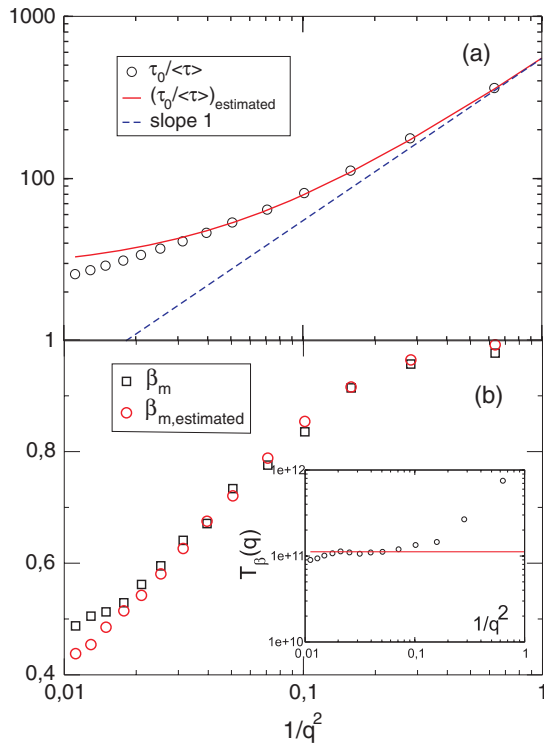 1000
(a)
τ₀/<τ>
(τ₀/<τ>)estimated
slope 1
100
1
(b)
βm
βm,estimated
0,8
0,6
0,4
1e+12
1e+11
1e+10
Tβ(q)
1/q²
0,01
0,1
1
0,01
0,1
1
1/q²